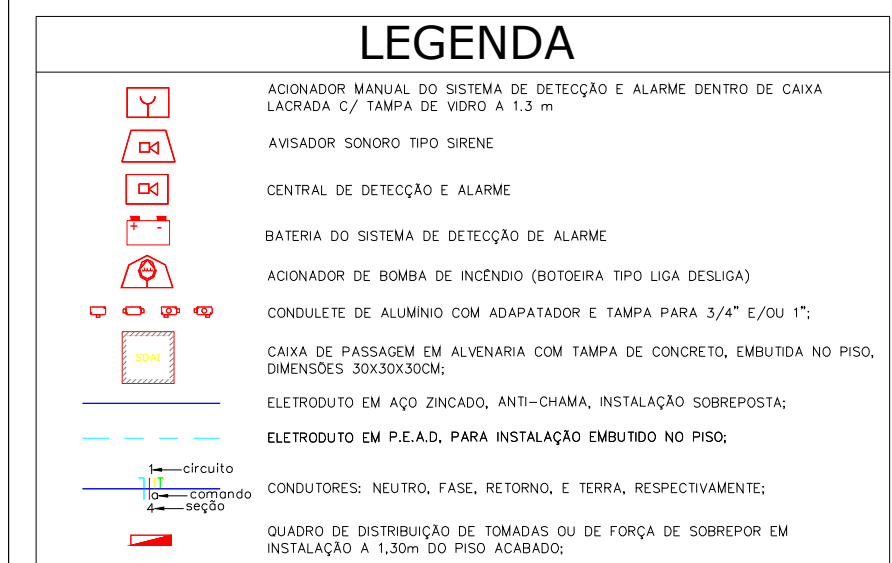 LEGENDA
ACIONADOR MANUAL DO SISTEMA DE DETECÇÃO E ALARME DENTRO DE CAIXA
LACRADA C/ TAMPA DE VIDRO A 1.3 m
AVISADOR SONORO TIPO SIRENE
CENTRAL DE DETECÇÃO E ALARME
+ -
BATERIA DO SISTEMA DE DETECÇÃO DE ALARME
ACIONADOR DE BOMBA DE INCÊNDIO (BOTOEIRA TIPO LIGA DESLIGA)
CONDULETE DE ALUMÍNIO COM ADAPATADOR E TAMPA PARA 3/4" E/OU 1";
SDAI
CAIXA DE PASSAGEM EM ALVENARIA COM TAMPA DE CONCRETO, EMBUTIDA NO PISO,
DIMENSÕES 30X30X30CM;
ELETRODUTO EM AÇO ZINCADO, ANTI-CHAMA, INSTALAÇÃO SOBREPOSTA;
ELETRODUTO EM P.E.A.D, PARA INSTALAÇÃO EMBUTIDO NO PISO;
1 circuito
a comando
4 seção
CONDUTORES: NEUTRO, FASE, RETORNO, E TERRA, RESPECTIVAMENTE;
QUADRO DE DISTRIBUIÇÃO DE TOMADAS OU DE FORÇA DE SOBREPOR EM
INSTALAÇÃO A 1,30m DO PISO ACABADO;